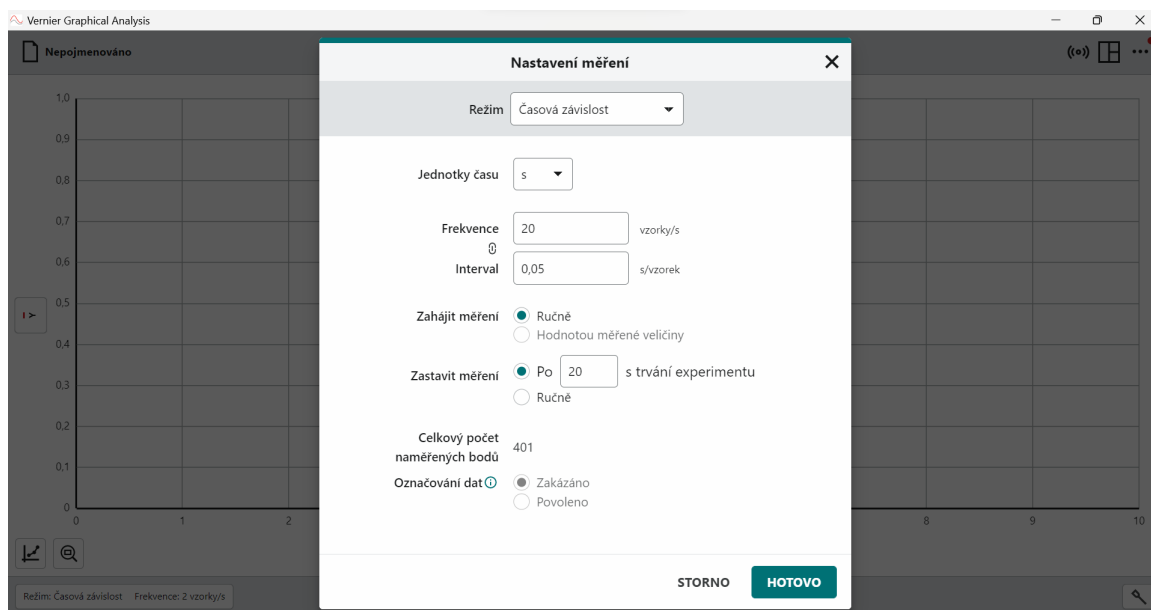 Vernier Graphical Analysis
Nepojmenováno
Nastavení měření
Režim Časová závislost
Jednotky času s
Frekvence 20 vzorky/s
Interval 0,05 s/vzorek
Zahájit měření Ručně
Hodnotou měřené veličiny
Zastavit měření Po 20 s trvání experimentu
Ručně
Celkový počet
naměřených bodů 401
Označování dat Zakázáno
Povoleno
STORNO HOTOVO
1,0
0,9
0,8
0,7
0,6
0,5
0,4
0,3
0,2
0,1
0
0 1 2 8 9 10
Režim: Časová závislost Frekvence: 2 vzorky/s